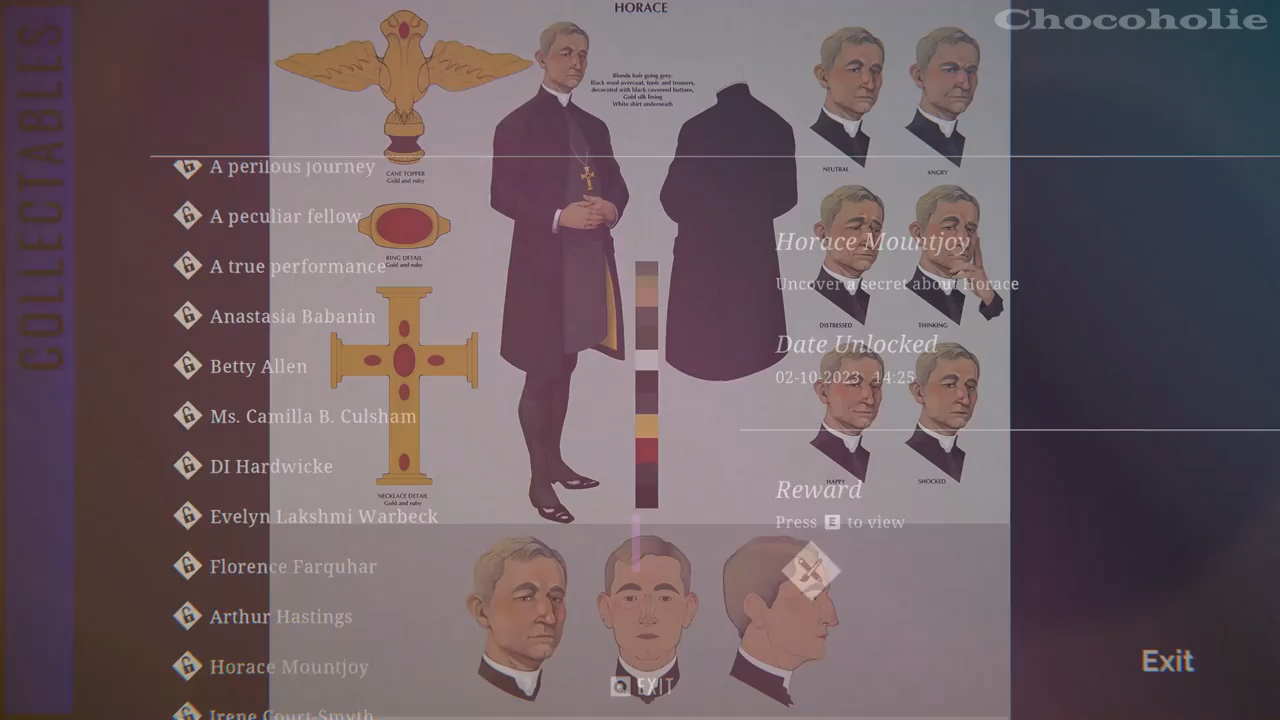 COLLECTABLES
HORACE
Chocoholie
Blonde hair going grey.
Black wool overcoat, tunic and trousers,
decorated with black covered buttons,
Gold silk lining
White shirt underneath
CANE TOPPER
Gold and ruby
NEUTRAL
ANGRY
A perilous journey
A peculiar fellow
A true performance
Anastasia Babanin
Betty Allen
Ms. Camilla B. Culsham
DI Hardwicke
Evelyn Lakshmi Warbeck
Florence Farquhar
Arthur Hastings
Horace Mountjoy
Irene Court-Smyth
RING DETAIL
Gold and ruby
NECKLACE DETAIL
Gold and ruby
Horace Mountjoy
Uncover a secret about Horace
DISTRESSED
THINKING
Date Unlocked
02-10-2023 14:25
HAPPY
SHOCKED
Reward
Press E to view
Exit
Q EXIT